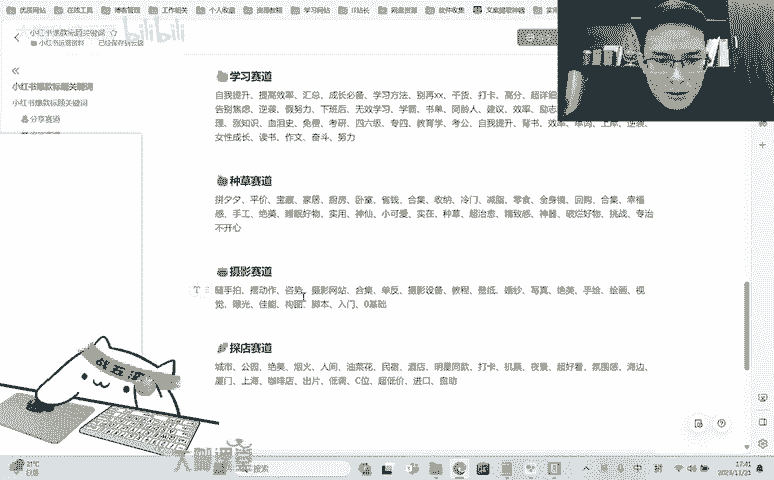 优质网站 在线工具 博客管理 工作相关 个人收藏 资源教程 学习网站 IT站长 网盘资源 软件收集 文案提取神器
小红书爆款标题关键词
小红书运营资料
bilibili
小红书爆款标题关键词
小红书爆款标题关键词
分享赛道
学习赛道
自我提升、提高效率、汇总、成长必备、学习方法、别再xx、干货、打卡、高分、超详细
告别焦虑、逆袭、假努力、下班后、无效学习、学霸、书单、同龄人、建议、效率、励志
理、涨知识、血泪史、免费、考研、四六级、专四、教育学、考公、自我提升、背书、效率
女性成长、读书、作文、奋斗、努力
种草赛道
拼夕夕、平价、宝藏、家居、厨房、卧室、省钱、合集、收纳、冷门、减脂、零食、全身镜、回购、合集、幸福
感、手工、绝美、睡眠好物、实用、神仙、小可爱、实在、种草、超治愈、精致感、神器、破烂好物、挑战、专治
不开心
摄影赛道
随手拍、摆动作、咨势、摄影网站、合集、单反、摄影设备、教程、壁纸、婚纱、写真、绝美、手绘、绘画、视
觉、曝光、佳能、构图、脚本、入门、0基础
探店赛道
城市、公园、绝美、烟火、人间、油菜花、民宿、酒店、明星同款、打卡、机票、夜景、超好看、氛围感、海边、
厦门、上海、咖啡店、出片、低调、C位、超低价、进口、自助
战五渣
大鹏课堂
21°C
搜索
中
拼
17:41
2023/11/21